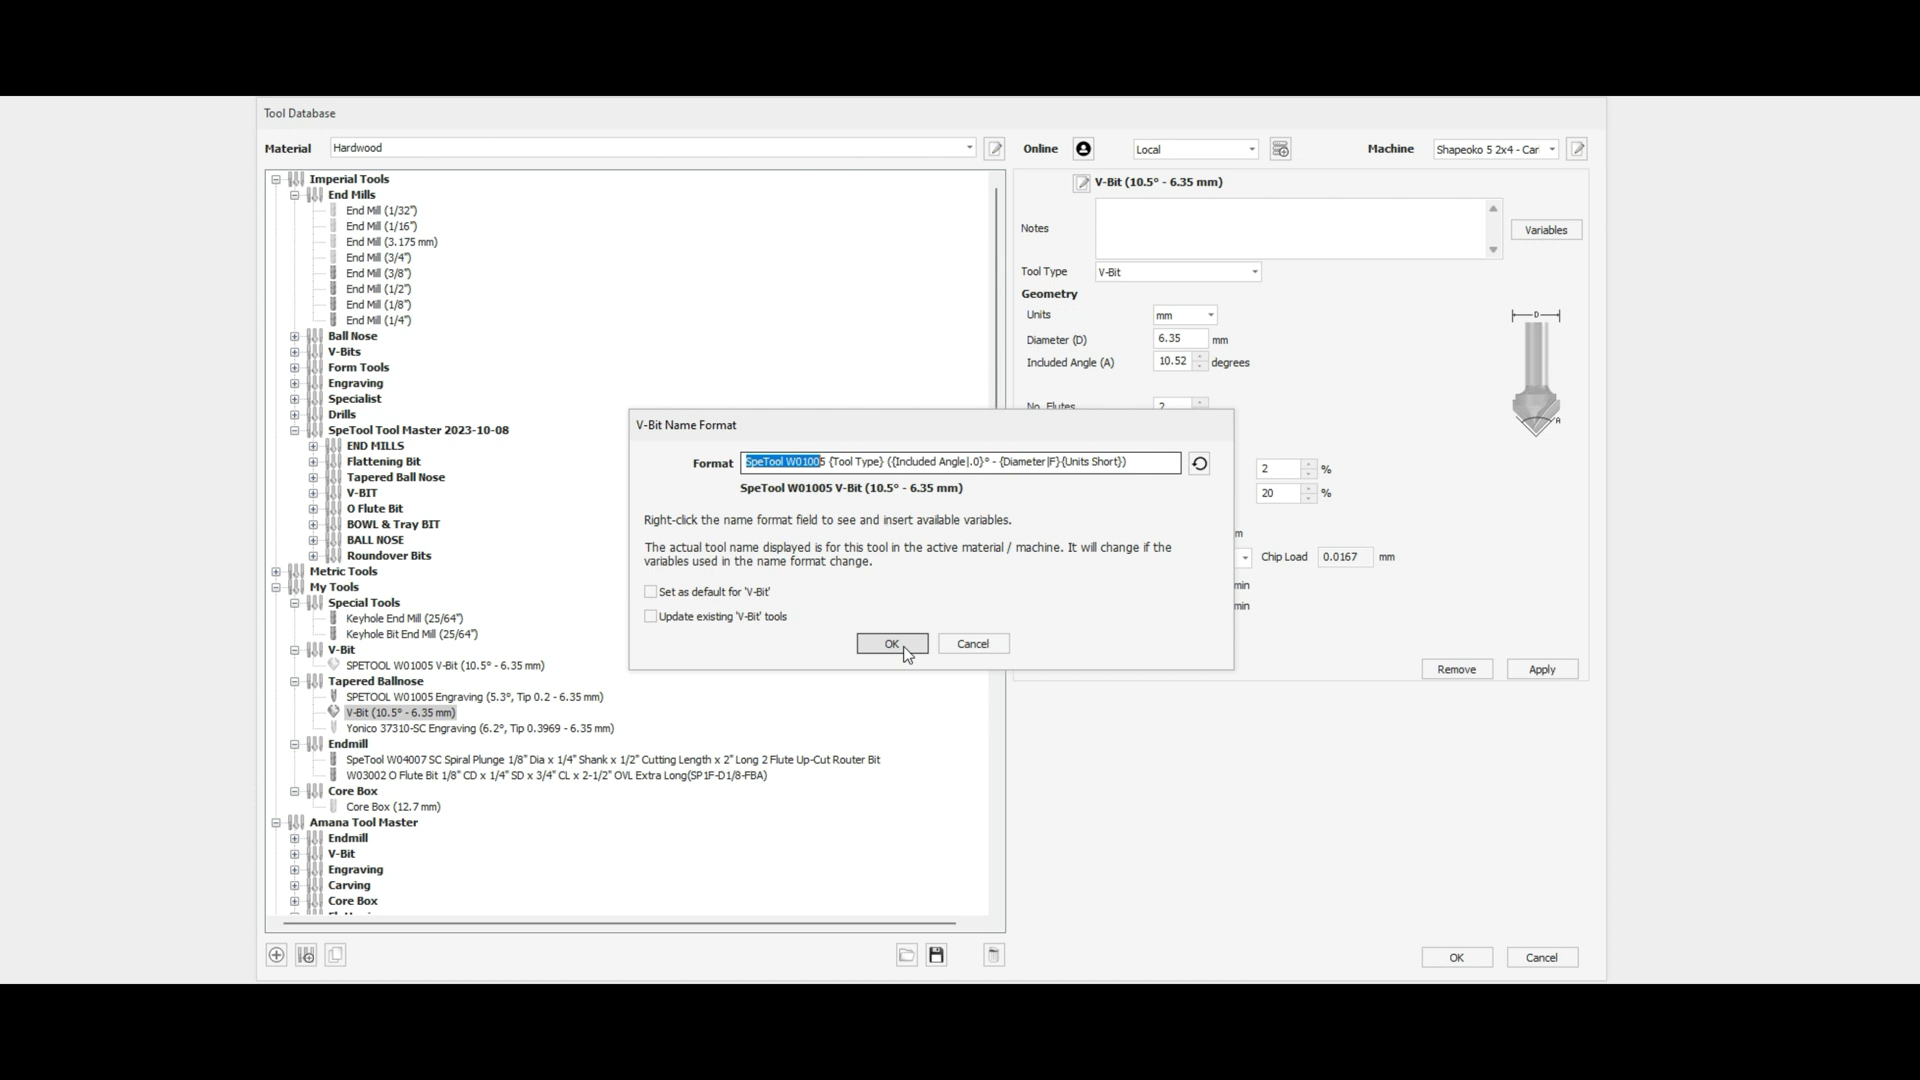 Tool Database
Material
Hardwood
Online
Local
Machine
Shapeoko 5 2x4 - Car
Imperial Tools
End Mills
End Mill (1/32")
End Mill (1/16")
End Mill (3.175 mm)
End Mill (3/4")
End Mill (3/8")
End Mill (1/2")
End Mill (1/8")
End Mill (1/4")
Ball Nose
V-Bits
Form Tools
Engraving
Specialist
Drills
SpeTool Tool Master 2023-10-08
END MILLS
Flattening Bit
Tapered Ball Nose
V-BIT
O Flute Bit
BOWL & Tray BIT
BALL NOSE
Roundover Bits
Metric Tools
My Tools
Special Tools
Keyhole End Mill (25/64")
Keyhole Bit End Mill (25/64")
V-Bit
SPETOOL W01005 V-Bit (10.5° - 6.35 mm)
Tapered Ballnose
SPETOOL W01005 Engraving (5.3°, Tip 0.2 - 6.35 mm)
V-Bit (10.5° - 6.35 mm)
Yonico 37310-SC Engraving (6.2°, Tip 0.3969 - 6.35 mm)
Endmill
SpeTool W04007 SC Spiral Plunge 1/8" Dia x 1/4" Shank x 1/2" Cutting Length x 2" Long 2 Flute Up-Cut Router Bit
W03002 O Flute Bit 1/8" CD x 1/4" SD x 3/4" CL x 2-1/2" OVL Extra Long(SP1F-D1/8-FBA)
Core Box
Core Box (12.7 mm)
Amana Tool Master
Endmill
V-Bit
Engraving
Carving
Core Box
V-Bit (10.5° - 6.35 mm)
Notes
Variables
Tool Type
V-Bit
Geometry
Units
mm
Diameter (D)
6.35
mm
Included Angle (A)
10.52
degrees
No. Flutes
2
D
A
V-Bit Name Format
Format
SpeTool W01005 {Tool Type} ({Included Angle|.0}° - {Diameter|F}{Units Short})
SpeTool W01005 V-Bit (10.5° - 6.35 mm)
Right-click the name format field to see and insert available variables.
The actual tool name displayed is for this tool in the active material / machine. It will change if the
variables used in the name format change.
Set as default for 'V-Bit'
Update existing 'V-Bit' tools
OK
Cancel
2
%
20
%
m
Chip Load
0.0167
mm
min
min
Remove
Apply
OK
Cancel